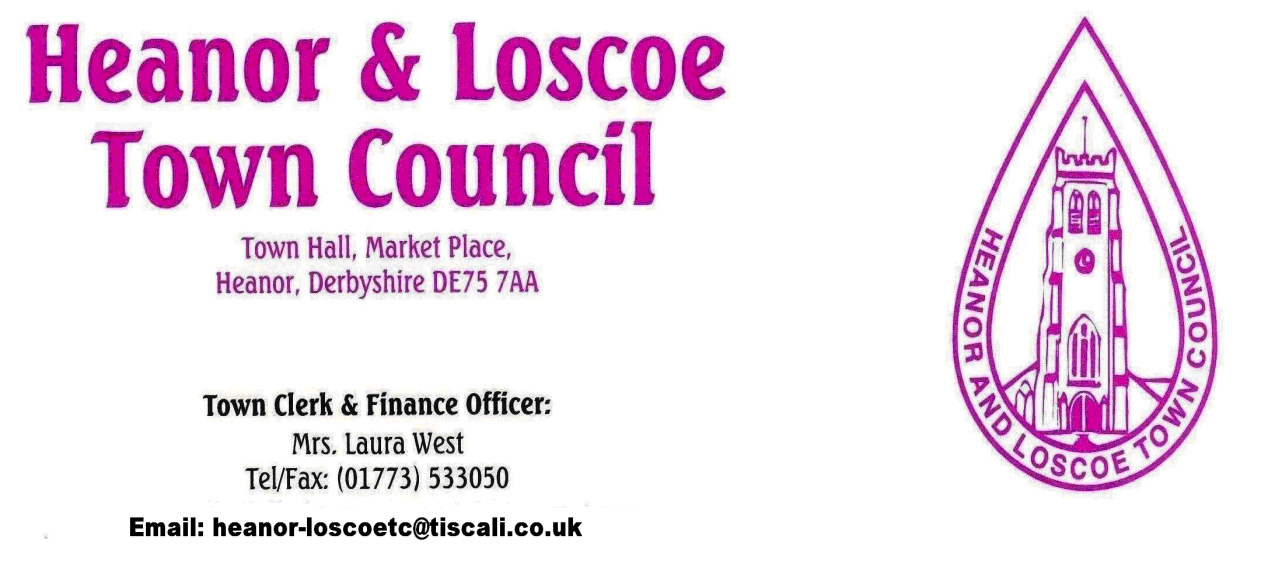 Heanor & Loscoe
Town Council
Town Hall, Market Place,
Heanor, Derbyshire DE75 7AA
Town Clerk & Finance Officer:
Mrs. Laura West
Tel/Fax: (01773) 533050
Email: heanor-loscoetc@tiscali.co.uk
HEANOR AND LOSCOE TOWN COUNCIL